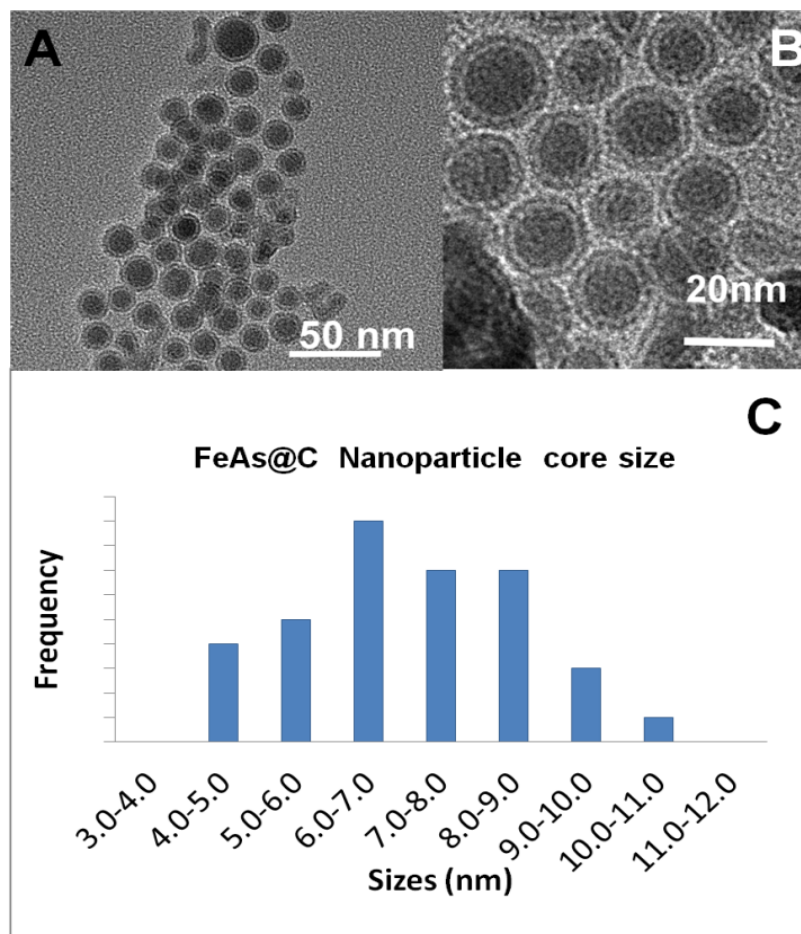 A
B
50 nm
20nm
C
FeAs@C Nanoparticle core size
Frequency
3.0-4.0
4.0-5.0
5.0-6.0
6.0-7.0
7.0-8.0
8.0-9.0
9.0-10.0
10.0-11.0
11.0-12.0
Sizes (nm)